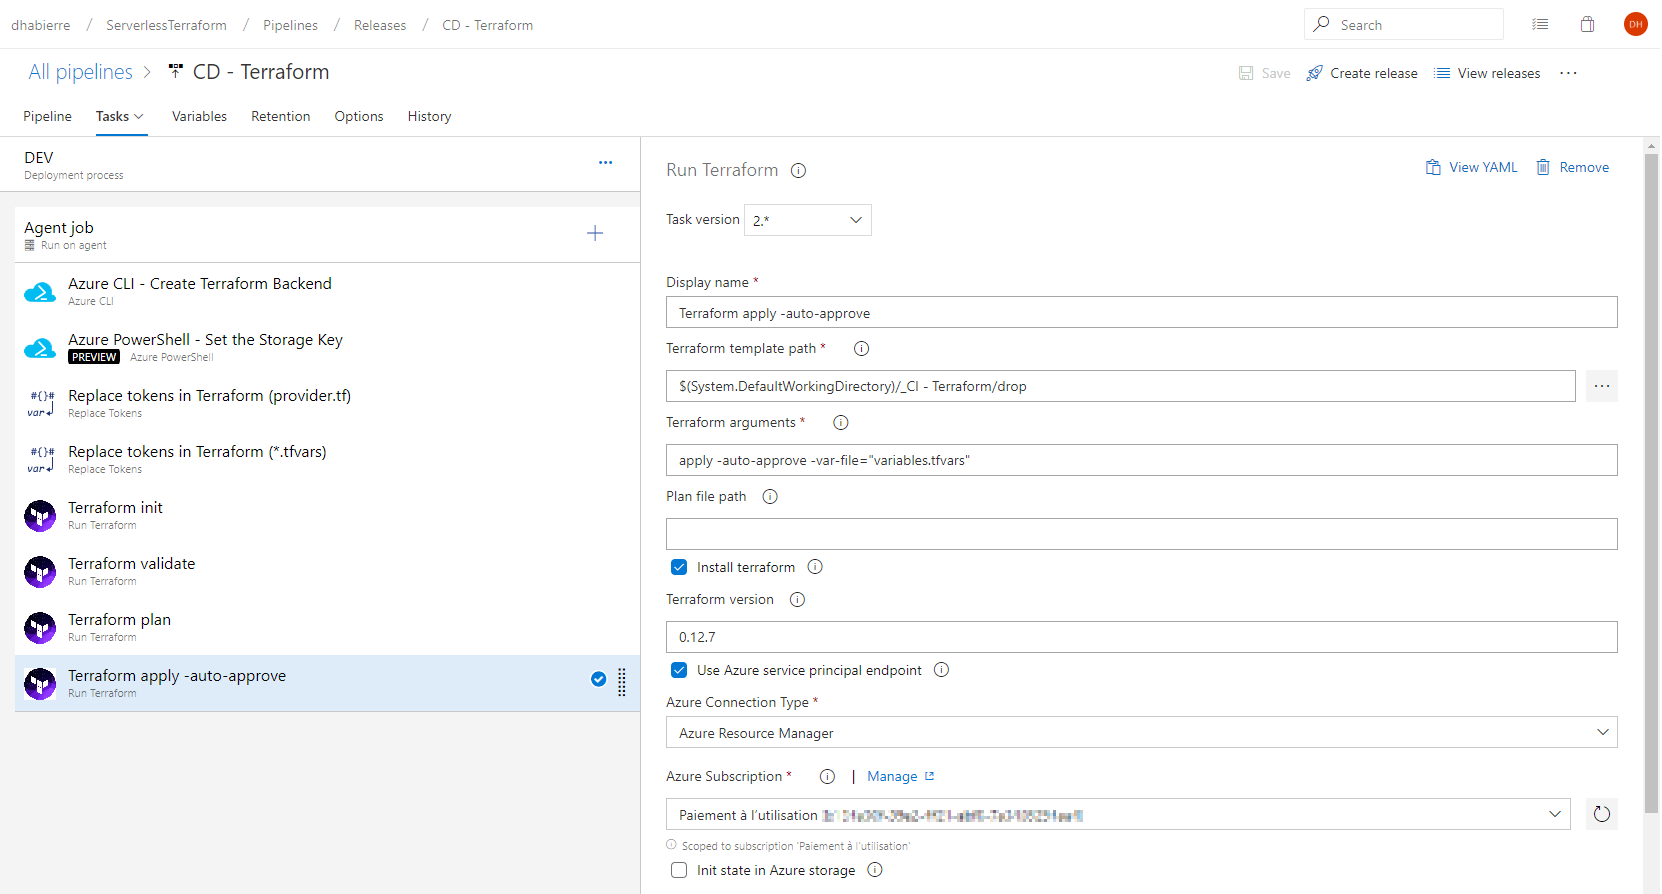 dhabierre / ServerlessTerraform / Pipelines / Releases / CD - Terraform
Search
DH
All pipelines > CD - Terraform
Save Create release View releases ...
Pipeline Tasks Variables Retention Options History
DEV
Deployment process
...
Agent job
Run on agent
Azure CLI - Create Terraform Backend
Azure CLI
Azure PowerShell - Set the Storage Key
PREVIEW Azure PowerShell
#{}#
var
Replace tokens in Terraform (provider.tf)
Replace Tokens
#{}#
var
Replace tokens in Terraform (*.tfvars)
Replace Tokens
Terraform init
Run Terraform
Terraform validate
Run Terraform
Terraform plan
Run Terraform
Terraform apply -auto-approve
Run Terraform
Run Terraform
View YAML Remove
Task version 2.*
Display name *
Terraform apply -auto-approve
Terraform template path *
$(System.DefaultWorkingDirectory)/_CI - Terraform/drop
...
Terraform arguments *
apply -auto-approve -var-file="variables.tfvars"
Plan file path
Install terraform
Terraform version
0.12.7
Use Azure service principal endpoint
Azure Connection Type *
Azure Resource Manager
Azure Subscription * | Manage
Paiement à l'utilisation
Scoped to subscription 'Paiement à l'utilisation'
Init state in Azure storage